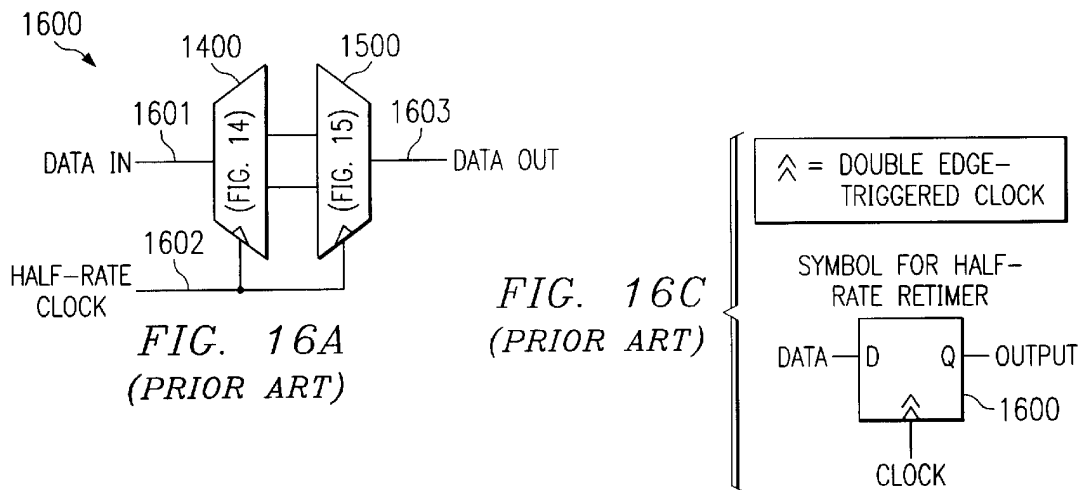 1600
1400
1500
1601
(FIG. 14)
(FIG. 15)
1603
DATA IN
DATA OUT
1602
HALF-RATE
CLOCK
FIG. 16A
(PRIOR ART)
FIG. 16C
(PRIOR ART)
= DOUBLE EDGE-
TRIGGERED CLOCK
SYMBOL FOR HALF-
RATE RETIMER
DATA
D
Q
OUTPUT
1600
CLOCK